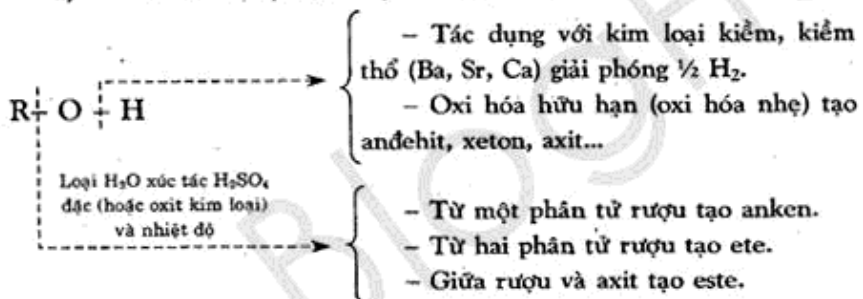 – Tác dụng với kim loại kiềm, kiềm
thổ (Ba, Sr, Ca) giải phóng ½ H₂.
– Oxi hóa hữu hạn (oxi hóa nhẹ) tạo
anđehit, xeton, axit...
R – O – H
Loại H₂O xúc tác H₂SO₄
đặc (hoặc oxit kim loại)
và nhiệt độ
– Từ một phân tử rượu tạo anken.
– Từ hai phân tử rượu tạo ete.
– Giữa rượu và axit tạo este.